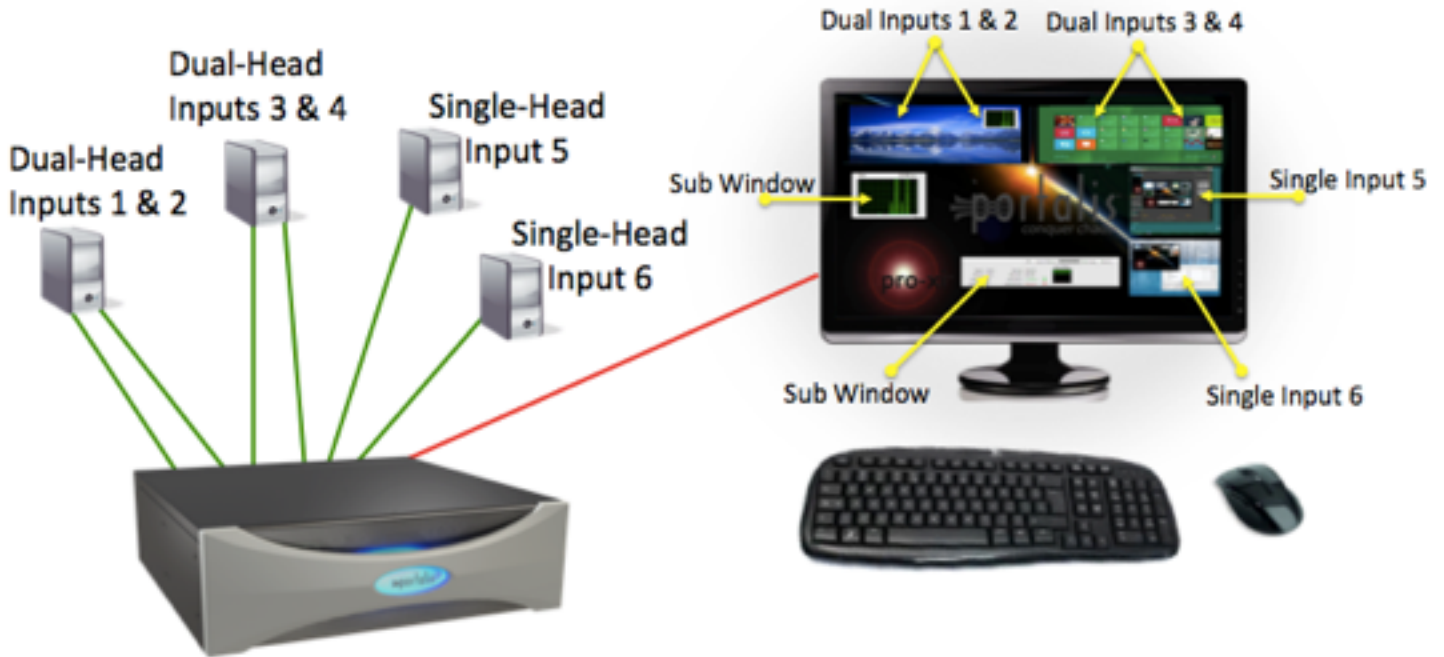 Dual Inputs 1 & 2
Dual Inputs 3 & 4
Dual-Head
Inputs 3 & 4
Single-Head
Input 5
Dual-Head
Inputs 1 & 2
Sub Window
Single Input 5
portalis
conquer chaos
Single-Head
Input 6
pro-x
Sub Window
Single Input 6
portalis